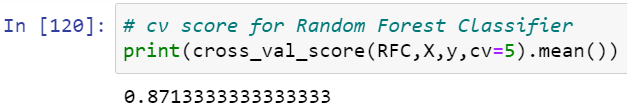 In [120]: # cv score for Random Forest Classifier
print(cross_val_score(RFC,X,y,cv=5).mean())
0.8713333333333333